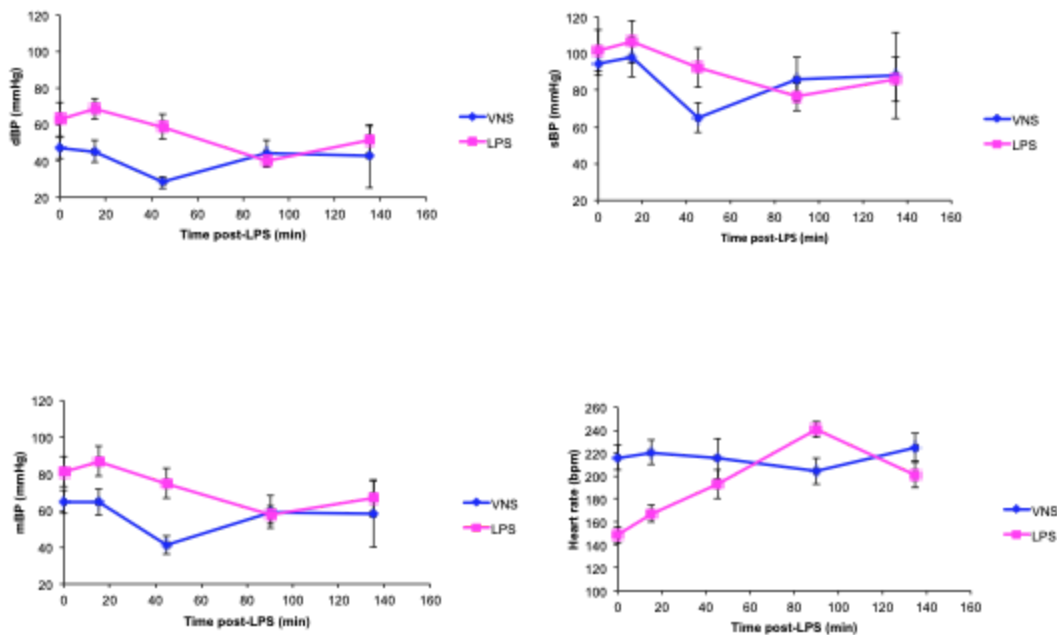 120
100
80
60
40
20
dBP (mmHg)
0 20 40 60 80 100 120 140 160
Time post-LPS (min)
VNS
LPS
120
100
80
60
40
20
sBP (mmHg)
0 20 40 60 80 100 120 140 160
Time post-LPS (min)
VNS
LPS
120
100
80
60
40
20
mBP (mmHg)
0 20 40 60 80 100 120 140 160
Time post-LPS (min)
VNS
LPS
260
240
220
200
180
160
140
120
100
Heart rate (bpm)
0 20 40 60 80 100 120 140 160
Time post-LPS (min)
VNS
LPS